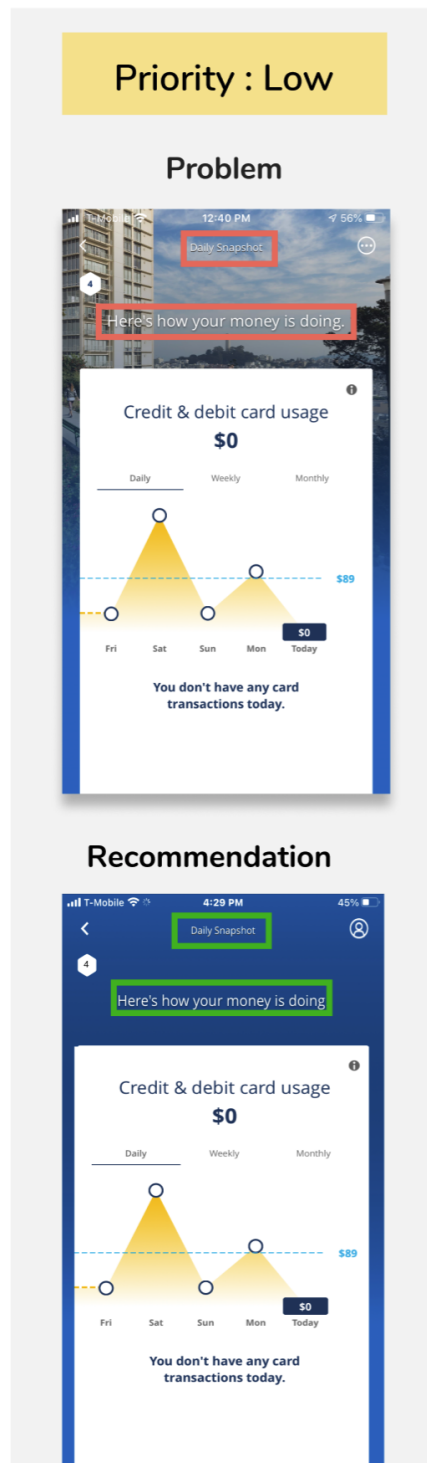 Priority : Low
Problem
T-Mobile 12:40 PM 56%
Daily Snapshot
4
Here's how your money is doing.
Credit & debit card usage
$0
Daily Weekly Monthly
$89
$0
Fri Sat Sun Mon Today
You don't have any card
transactions today.
Recommendation
T-Mobile 4:29 PM 45%
Daily Snapshot
4
Here's how your money is doing
Credit & debit card usage
$0
Daily Weekly Monthly
$89
$0
Fri Sat Sun Mon Today
You don't have any card
transactions today.